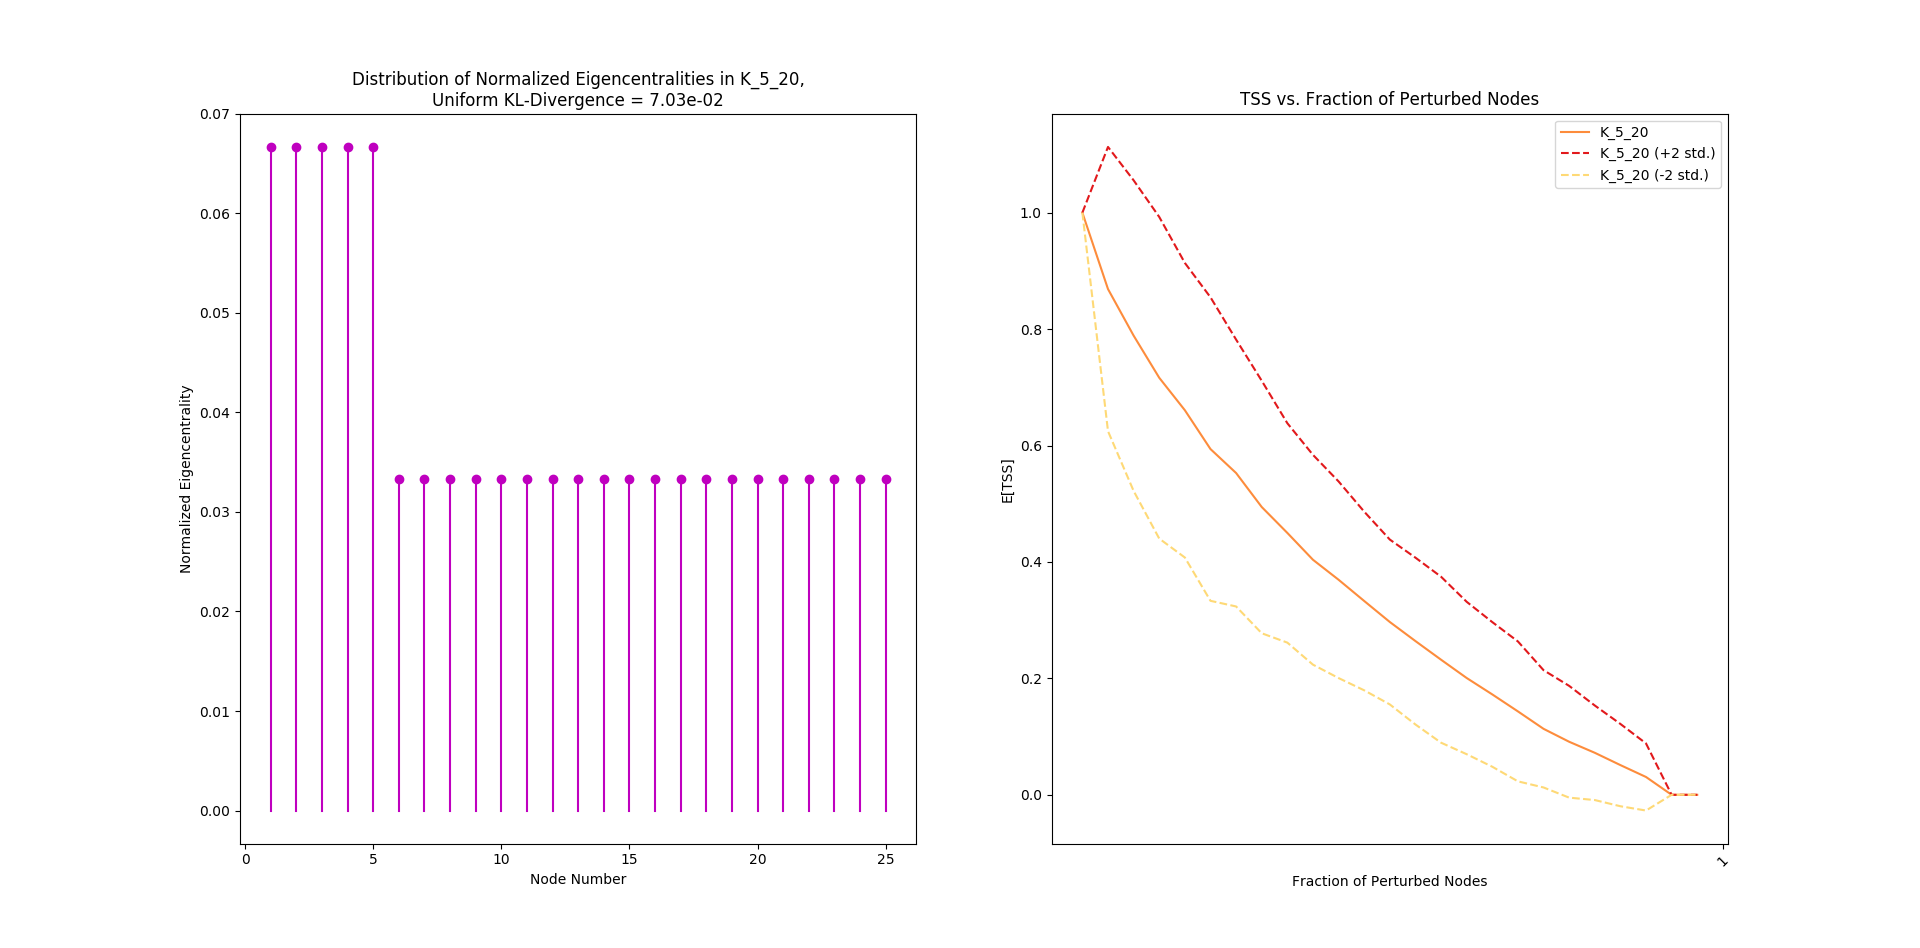 Distribution of Normalized Eigencentralities in K_5_20,
Uniform KL-Divergence = 7.03e-02
0.07
0.06
0.05
0.04
0.03
0.02
0.01
0.00
Normalized Eigencentrality
0 5 10 15 20 25
Node Number
TSS vs. Fraction of Perturbed Nodes
K_5_20
K_5_20 (+2 std.)
K_5_20 (-2 std.)
1.0
0.8
0.6
0.4
0.2
0.0
E[TSS]
1
Fraction of Perturbed Nodes